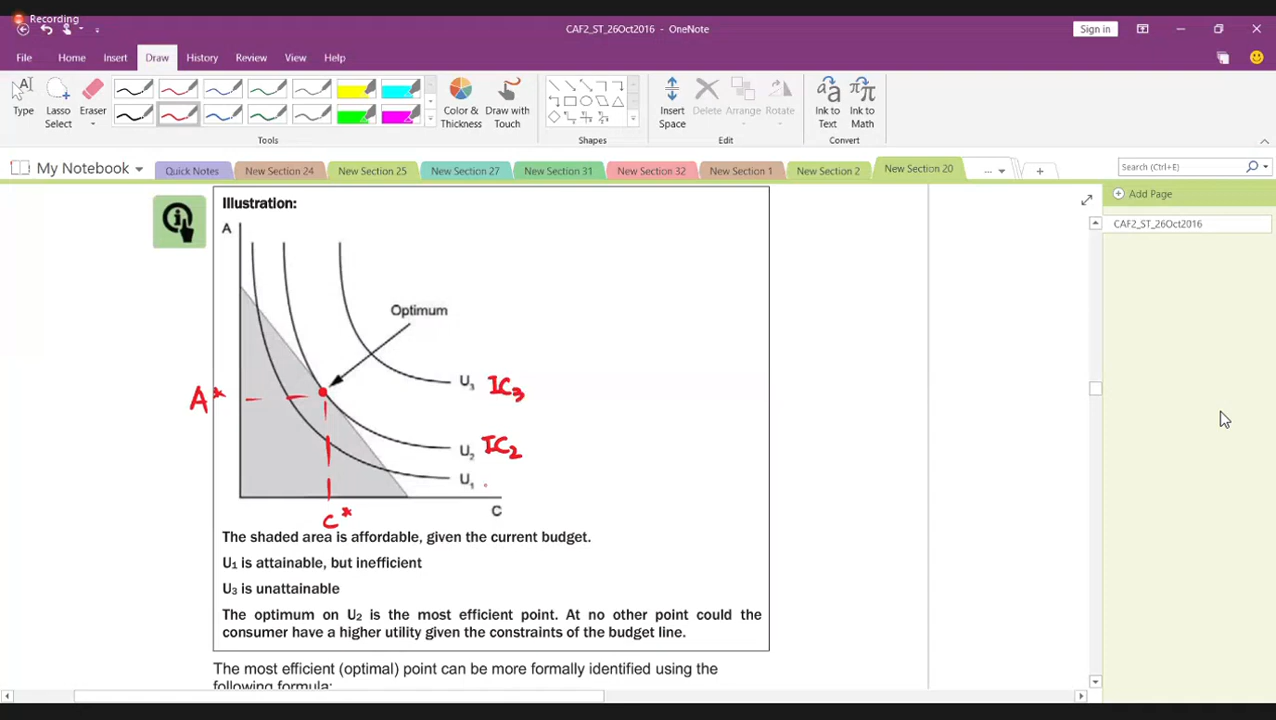 Recording
CAF2_ST_26Oct2016 - OneNote
Sign in
File Home Insert Draw History Review View Help
Type
Lasso Select
Eraser
Color & Thickness
Draw with Touch
Insert Space
Delete
Arrange
Rotate
Ink to Text
Ink to Math
Tools
Shapes
Edit
Convert
My Notebook
Quick Notes
New Section 24
New Section 25
New Section 27
New Section 31
New Section 32
New Section 1
New Section 2
New Section 20
...
Search (Ctrl+E)
Add Page
CAF2_ST_26Oct2016
Illustration:
A
Optimum
U3 IC3
A*
U2 IC2
U1
C
C*
The shaded area is affordable, given the current budget.
U1 is attainable, but inefficient
U3 is unattainable
The optimum on U2 is the most efficient point. At no other point could the
consumer have a higher utility given the constraints of the budget line.
The most efficient (optimal) point can be more formally identified using the
following formula: